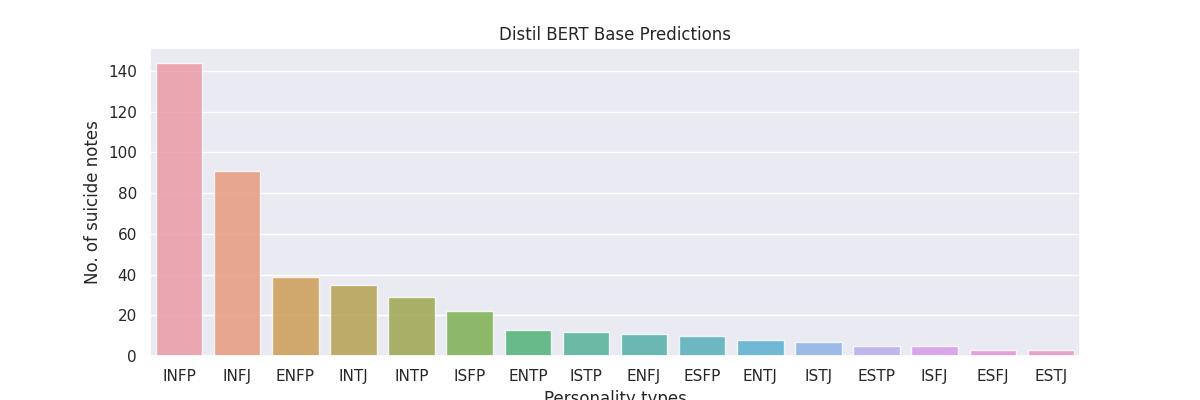 Distil BERT Base Predictions
No. of suicide notes
140
120
100
80
60
40
20
0
INFP INFJ ENFP INTJ INTP ISFP ENTP ISTP ENFJ ESFP ENTJ ISTJ ESTP ISFJ ESFJ ESTJ
Personality types